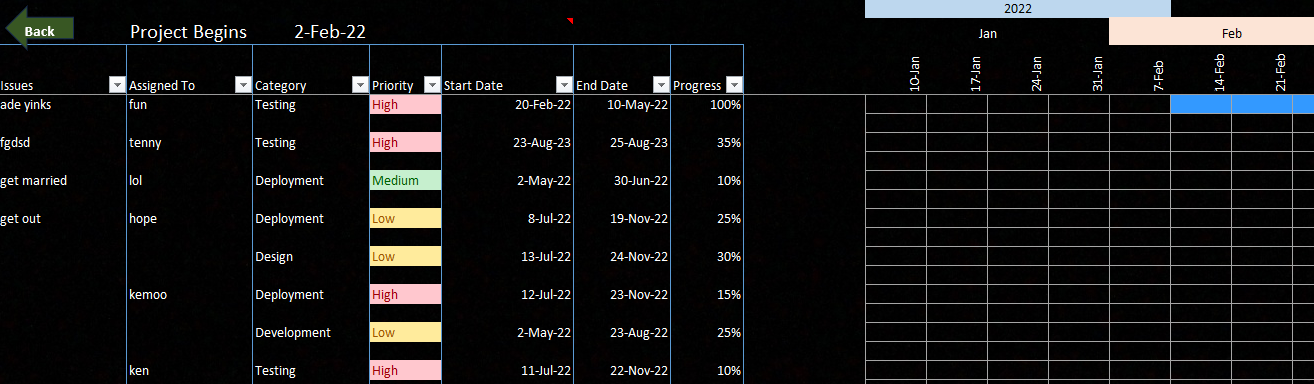 2022
Back Project Begins 2-Feb-22
Jan Feb
10-Jan 17-Jan 24-Jan 31-Jan 7-Feb 14-Feb 21-Feb
Issues Assigned To Category Priority Start Date End Date Progress
ade yinks fun Testing High 20-Feb-22 10-May-22 100%
fgdsd tenny Testing High 23-Aug-23 25-Aug-23 35%
get married lol Deployment Medium 2-May-22 30-Jun-22 10%
get out hope Deployment Low 8-Jul-22 19-Nov-22 25%
Design Low 13-Jul-22 24-Nov-22 30%
kemoo Deployment High 12-Jul-22 23-Nov-22 15%
Development Low 2-May-22 23-Aug-22 25%
ken Testing High 11-Jul-22 22-Nov-22 10%